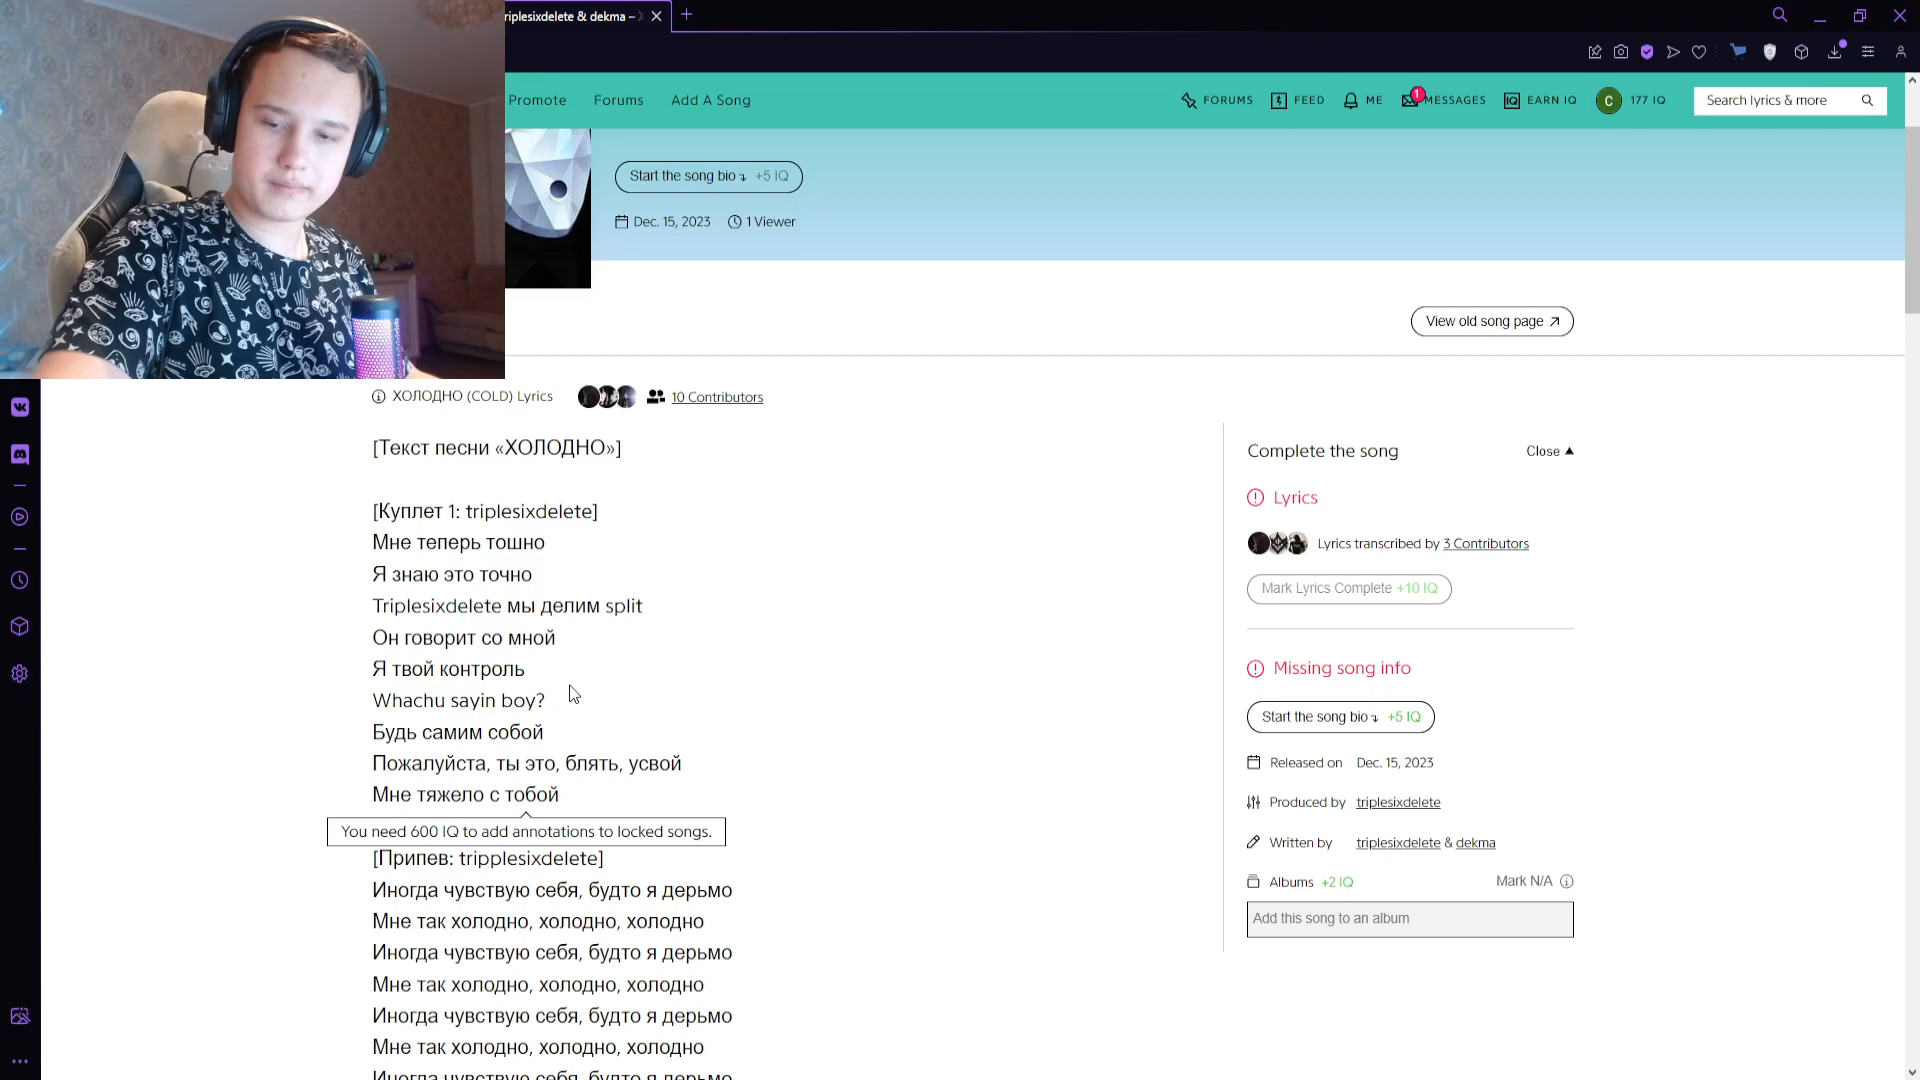 riplesixdelete & dekma –
Promote
Forums
Add A Song
FORUMS
FEED
ME
1
MESSAGES
EARN IQ
C
177 IQ
Search lyrics & more
Start the song bio +5 IQ
Dec. 15, 2023
1 Viewer
View old song page
ХОЛОДНО (COLD) Lyrics
10 Contributors
[Текст песни «ХОЛОДНО»]
[Куплет 1: triplesixdelete]
Мне теперь тошно
Я знаю это точно
Triplesixdelete мы делим split
Он говорит со мной
Я твой контроль
Whachu sayin boy?
Будь самим собой
Пожалуйста, ты это, блять, усвой
Мне тяжело с тобой
You need 600 IQ to add annotations to locked songs.
[Припев: tripplesixdelete]
Иногда чувствую себя, будто я дерьмо
Мне так холодно, холодно, холодно
Иногда чувствую себя, будто я дерьмо
Мне так холодно, холодно, холодно
Иногда чувствую себя, будто я дерьмо
Мне так холодно, холодно, холодно
Иногда чувствую себя, будто я дерьмо
Complete the song
Close
Lyrics
Lyrics transcribed by 3 Contributors
Mark Lyrics Complete +10 IQ
Missing song info
Start the song bio +5 IQ
Released on Dec. 15, 2023
Produced by triplesixdelete
Written by triplesixdelete & dekma
Albums +2 IQ
Mark N/A
Add this song to an album